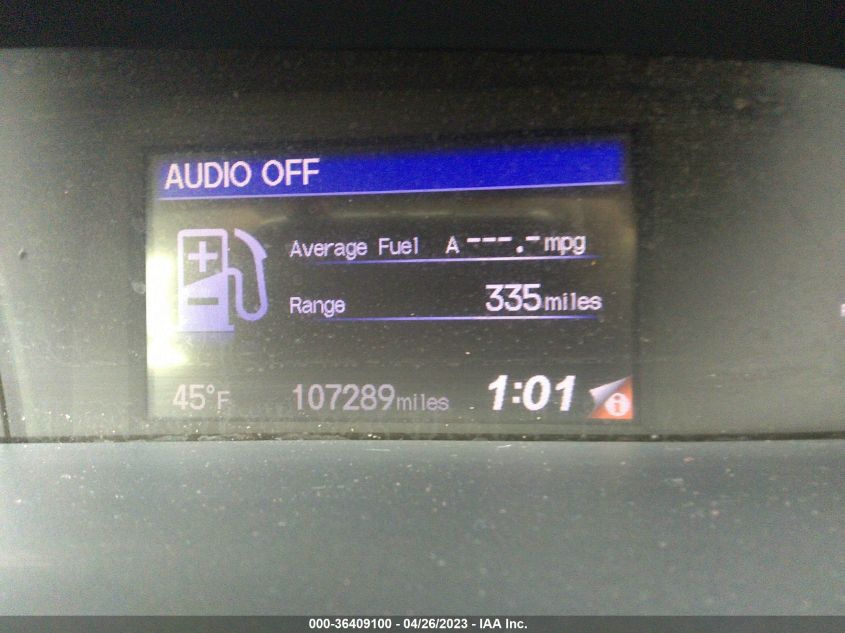 AUDIO OFF
Average Fuel A ---.- mpg
Range 335 miles
45°F 107289 miles 1:01 i
000-36409100 - 04/26/2023 - IAA Inc.